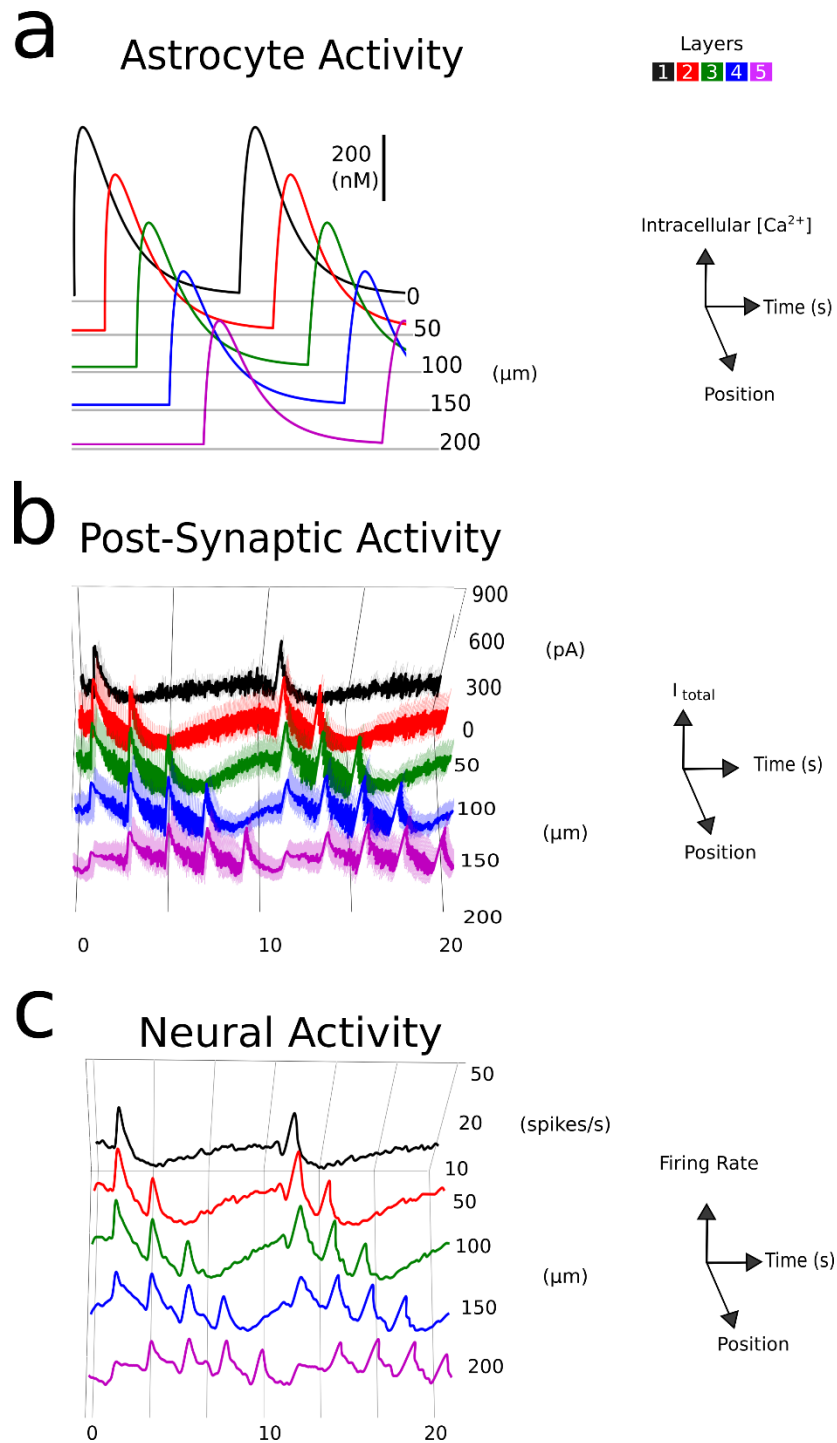 a
Astrocyte Activity
Layers
1 2 3 4 5
200
(nM)
0
50
100
150
200
(µm)
Intracellular [Ca²⁺]
Time (s)
Position
b
Post-Synaptic Activity
900
600
300
0
50
100
150
200
(pA)
(µm)
0 10 20
I total
Time (s)
Position
c
Neural Activity
50
20
10
50
100
150
200
(spikes/s)
(µm)
0 10 20
Firing Rate
Time (s)
Position